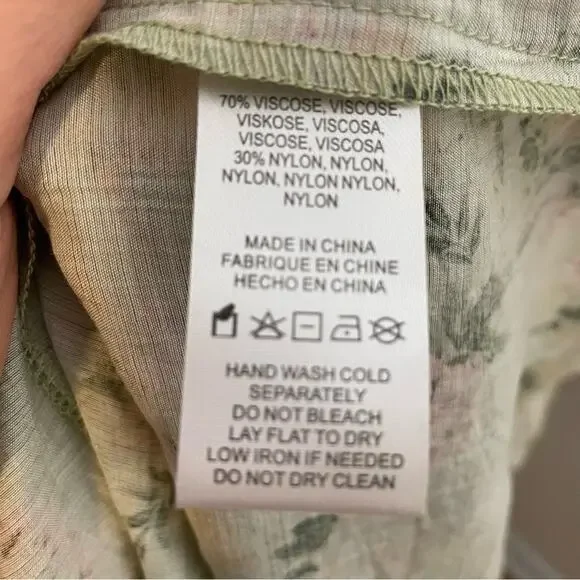 70% VISCOSE, VISCOSE,
VISKOSE, VISCOSA,
VISCOSE, VISCOSA
30% NYLON, NYLON,
NYLON, NYLON NYLON,
NYLON
MADE IN CHINA
FABRIQUE EN CHINE
HECHO EN CHINA
HAND WASH COLD
SEPARATELY
DO NOT BLEACH
LAY FLAT TO DRY
LOW IRON IF NEEDED
DO NOT DRY CLEAN